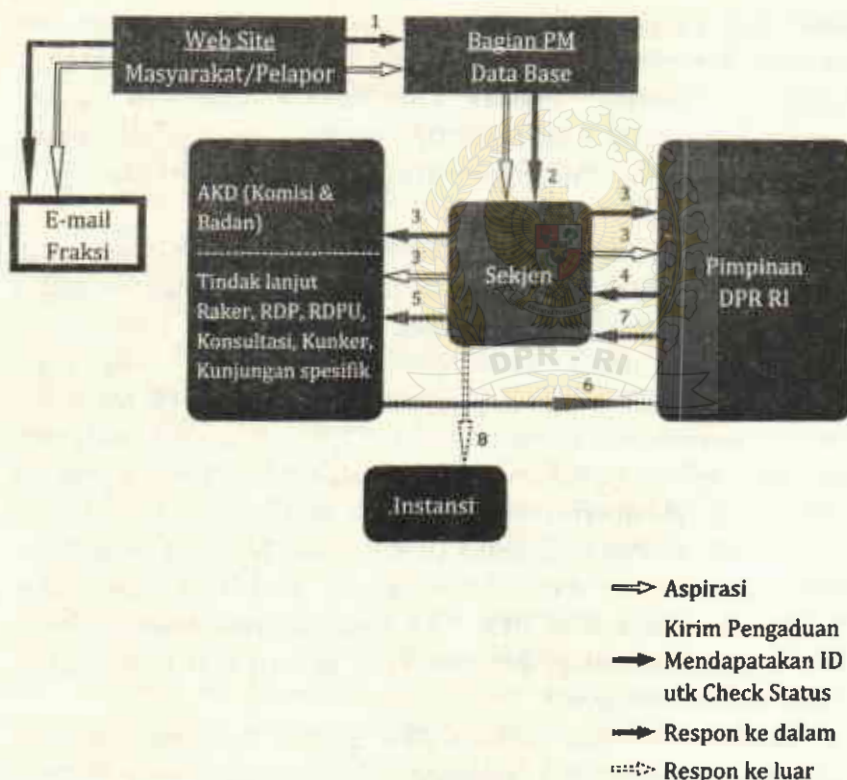 Web Site
Masyarakat/Pelapor
1
Bagian PM
Data Base
2
E-mail
Fraksi
AKD (Komisi &
Badan)
Tindak lanjut
Raker, RDP, RDPU,
Konsultasi, Kunker,
Kunjungan spesifik
3
3
5
Sekjen
3
3
4
7
Pimpinan
DPR RI
DPR - RI
6
8
Instansi
Aspirasi
Kirim Pengaduan
Mendapatakan ID
utk Check Status
Respon ke dalam
Respon ke luar